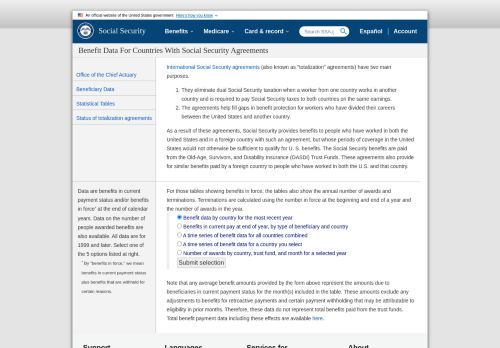 An official website of the United States government Here's how you know
Social Security
Benefits
Medicare
Card & record
Search SSA.g
Español
Account
Benefit Data For Countries With Social Security Agreements
Office of the Chief Actuary
Beneficiary Data
Statistical Tables
Status of totalization agreements
International Social Security agreements (also known as "totalization" agreements) have two main
purposes.
1. They eliminate dual Social Security taxation when a worker from one country works in another
country and is required to pay Social Security taxes to both countries on the same earnings.
2. The agreements help fill gaps in benefit protection for workers who have divided their careers
between the United States and another country.
As a result of these agreements, Social Security provides benefits to people who have worked in both the
United States and in a foreign country with such an agreement, but whose periods of coverage in the United
States would not otherwise be sufficient to qualify for U. S. benefits. The Social Security benefits are paid
from the Old-Age, Survivors, and Disability Insurance (OASDI) Trust Funds. These agreements also provide
for similar benefits paid by a foreign country to people who have worked in both the U.S. and that country.
Data are benefits in current
payment status and/or benefits
in force* at the end of calendar
years. Data on the number of
people awarded benefits are
also available. All data are for
1999 and later. Select one of
the 5 options listed at right.
* By "benefits in force," we mean
benefits in current payment status
plus benefits that are withheld for
certain reasons.
For those tables showing benefits in force, the tables also show the annual number of awards and
terminations. Terminations are calculated using the number in force at the beginning and end of a year and
the number of awards in the year.
Benefit data by country for the most recent year
Benefits in current pay at end of year, by type of beneficiary and country
A time series of benefit data for all countries combined
A time series of benefit data for a country you select
Number of awards by country, trust fund, and month for a selected year
Submit selection
Note that any average benefit amounts provided by the form above represent the amounts due to
beneficiaries in current payment status for the month(s) included in the table. These amounts exclude any
adjustments to benefits for retroactive payments and certain payment withholding that may be attributable to
eligibility in prior months. Therefore, these data do not represent total benefits paid from the trust funds.
Total benefit payment data including these effects are available here.
Support
Languages
Services for
About